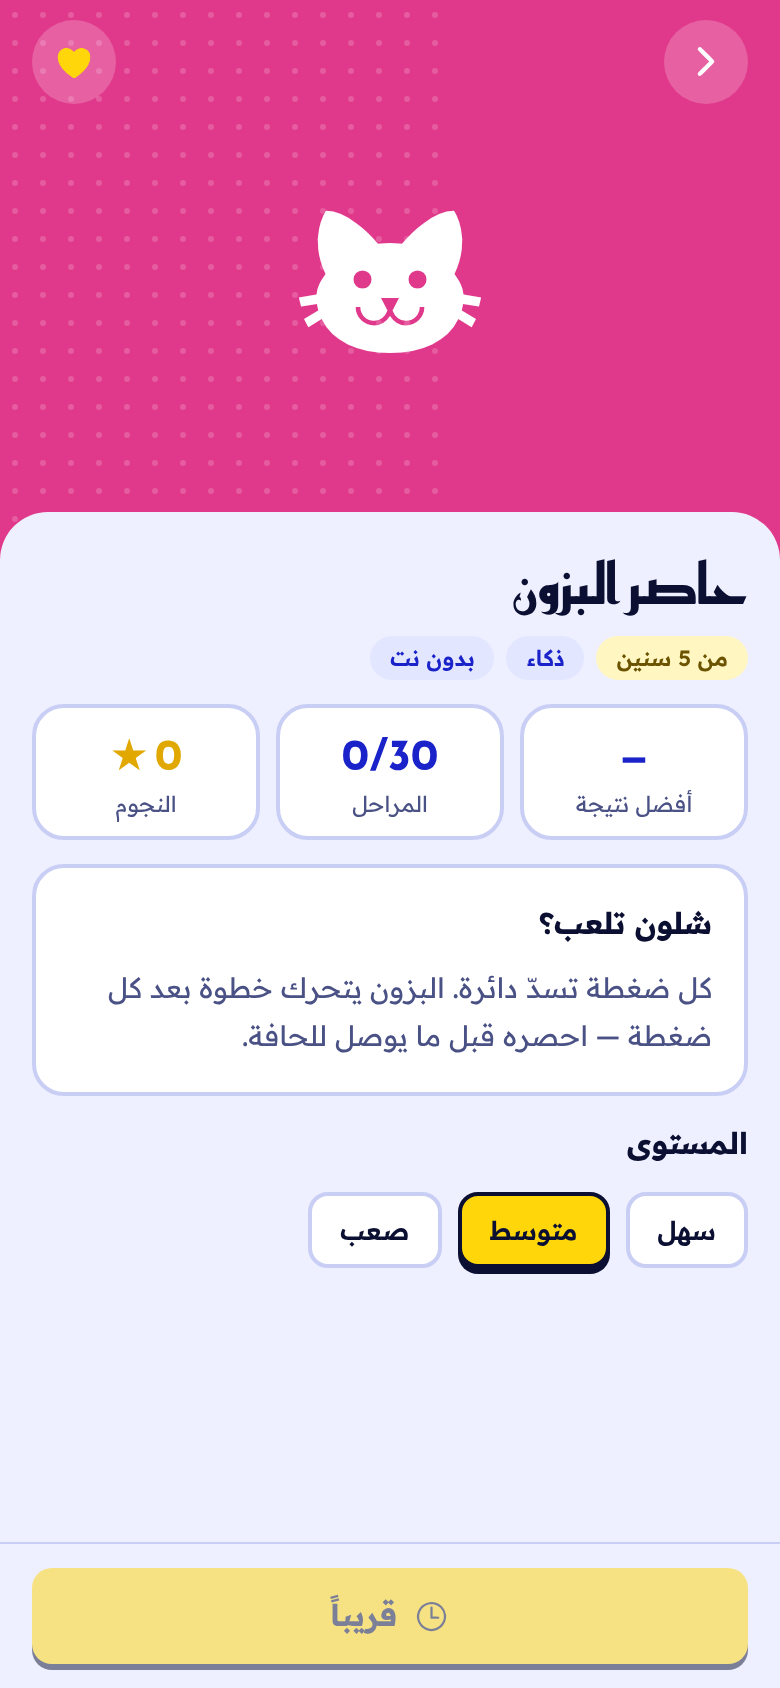 حاصر البزون
من 5 سنين
ذكاء
بدون نت
–
أفضل نتيجة
0/30
المراحل
0 ★
النجوم
شلون تلعب؟
كل ضغطة تسدّ دائرة. البزون يتحرك خطوة بعد كل
ضغطة — احصره قبل ما يوصل للحافة.
المستوى
سهل
متوسط
صعب
قريباً